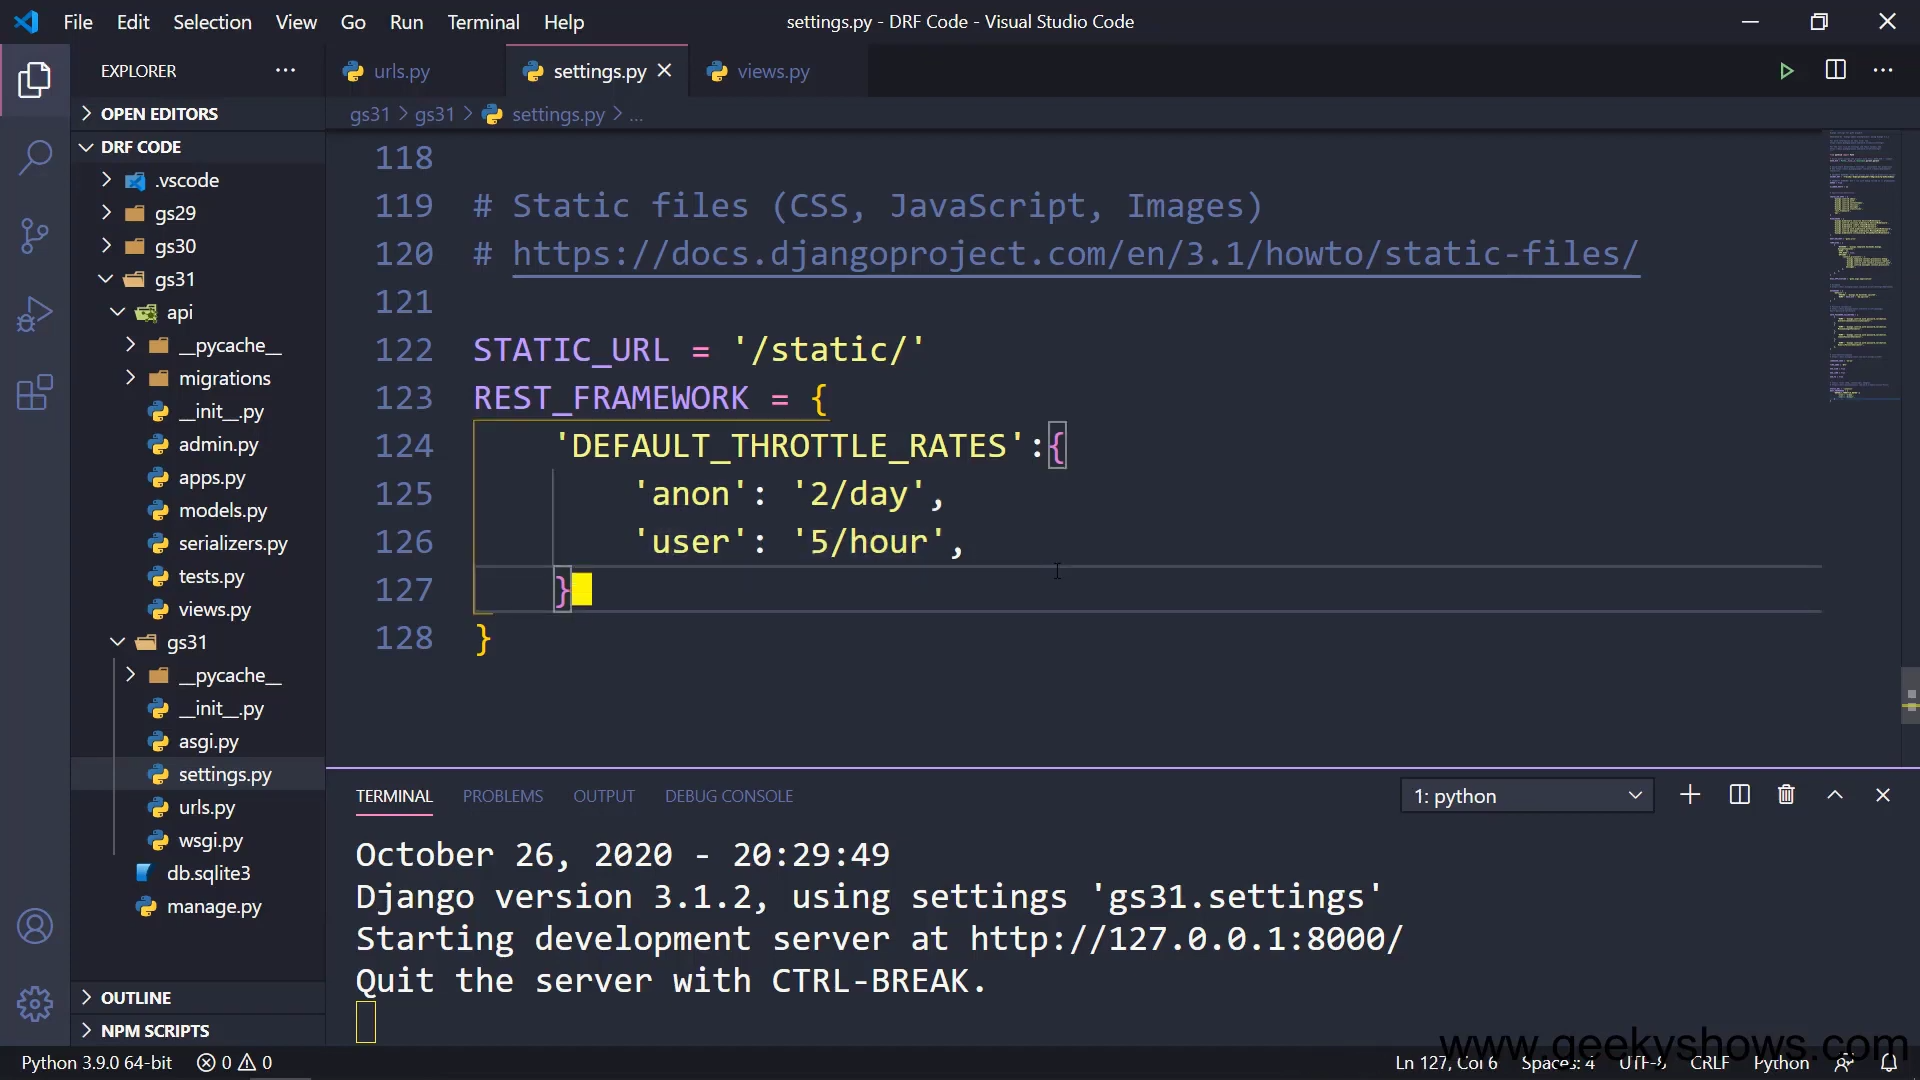 File Edit Selection View Go Run Terminal Help
settings.py - DRF Code - Visual Studio Code
EXPLORER
urls.py
settings.py
views.py
OPEN EDITORS
gs31 > gs31 > settings.py > ...
DRF CODE
.vscode
gs29
gs30
gs31
api
__pycache__
migrations
__init__.py
admin.py
apps.py
models.py
serializers.py
tests.py
views.py
gs31
__pycache__
__init__.py
asgi.py
settings.py
urls.py
wsgi.py
db.sqlite3
manage.py
OUTLINE
NPM SCRIPTS
118
119 # Static files (CSS, JavaScript, Images)
120 # https://docs.djangoproject.com/en/3.1/howto/static-files/
121
122 STATIC_URL = '/static/'
123 REST_FRAMEWORK = {
124 'DEFAULT_THROTTLE_RATES':{
125 'anon': '2/day',
126 'user': '5/hour',
127 }
128 }
TERMINAL PROBLEMS OUTPUT DEBUG CONSOLE
1: python
October 26, 2020 - 20:29:49
Django version 3.1.2, using settings 'gs31.settings'
Starting development server at http://127.0.0.1:8000/
Quit the server with CTRL-BREAK.
www.geekyshows.com
Python 3.9.0 64-bit 0 0
Ln 127, Col 6 Spaces: 4 UTF-8 CRLF Python